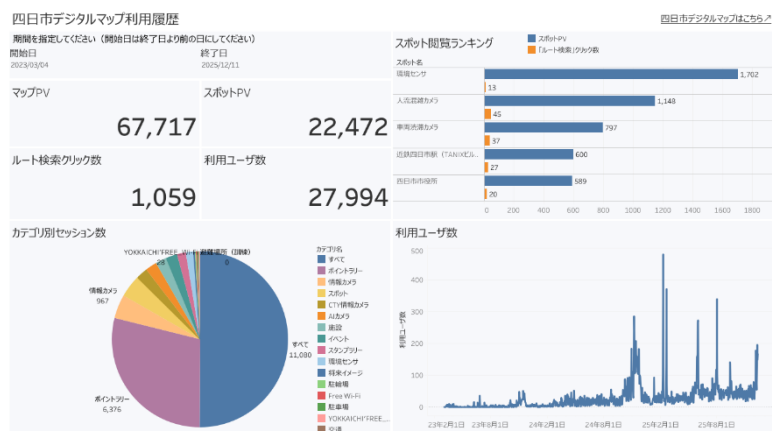 四日市デジタルマップ利用履歴
四日市デジタルマップはこちら↗
期間を指定してください（開始日は終了日より前の日にしてください）
開始日 終了日
2023/03/04 2025/12/11
マップPV スポットPV
67,717 22,472
ルート検索クリック数 利用ユーザ数
1,059 27,994
スポット閲覧ランキング
スポットPV
「ルート検索」クリック数
スポット名
環境センサ 1,702
13
人流混雑カメラ 1,148
45
車両渋滞カメラ 797
37
近鉄四日市駅（TANIXビル.. 600
27
四日市市役所 589
20
0 200 400 600 800 1000 1200 1400 1600 1800
カテゴリ別セッション数
YOKKAICHI'FREE_Wi-Fi
28 0
情報カメラ
967
ポイントラリー
6,376
すべて
11,080
カテゴリ名
すべて
ポイントラリー
情報カメラ
スポット
CTY情報カメラ
AIカメラ
施設
イベント
スタンプラリー
環境センサ
将来イメージ
駐輪場
Free Wi-Fi
駐車場
YOKKAICHI'FREE_...
交通
利用ユーザ数
利用ユーザ数
500
400
300
200
100
0
23年2月1日 23年8月1日 24年2月1日 24年8月1日 25年2月1日 25年8月1日